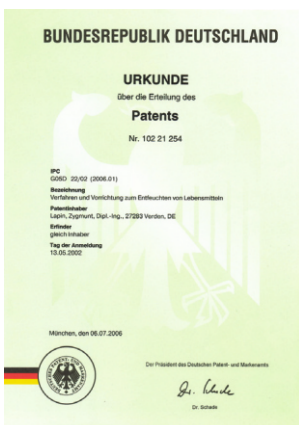 BUNDESREPUBLIK DEUTSCHLAND
URKUNDE
über die Erteilung des
Patents
Nr. 102 21 254
IPC
G05D 22/02 (2006.01)
Bezeichnung
Verfahren und Vorrichtung zum Entfeuchten von Lebensmitteln
Patentinhaber
Lapin, Zygmunt, Dipl.-Ing., 27283 Verden, DE
Erfinder
gleich Inhaber
Tag der Anmeldung
13.05.2002
München, den 06.07.2006
Der Präsident des Deutschen Patent- und Markenamts
Dr. Schade
Dr. Schade